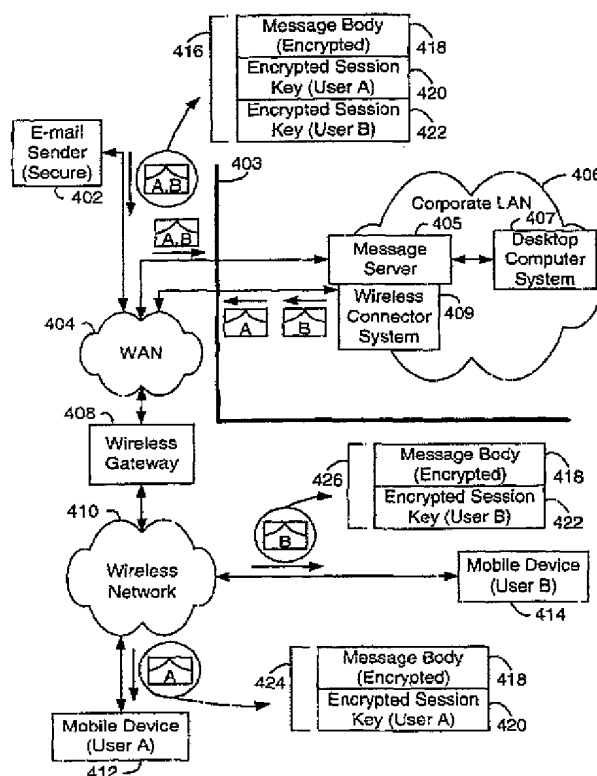 Message Body
(Encrypted)
418
416
Encrypted Session
Key (User A)
420
Encrypted Session
Key (User B)
422
E-mail
Sender
(Secure)
402
A,B
403
406
Corporate LAN
A,B
405
407
Message
Server
Desktop
Computer
System
Wireless
Connector
System
409
A
B
404
WAN
408
Wireless
Gateway
Message Body
(Encrypted)
418
426
Encrypted Session
Key (User B)
422
410
B
Wireless
Network
Mobile Device
(User B)
414
A
Message Body
(Encrypted)
418
424
Encrypted Session
Key (User A)
420
Mobile Device
(User A)
412